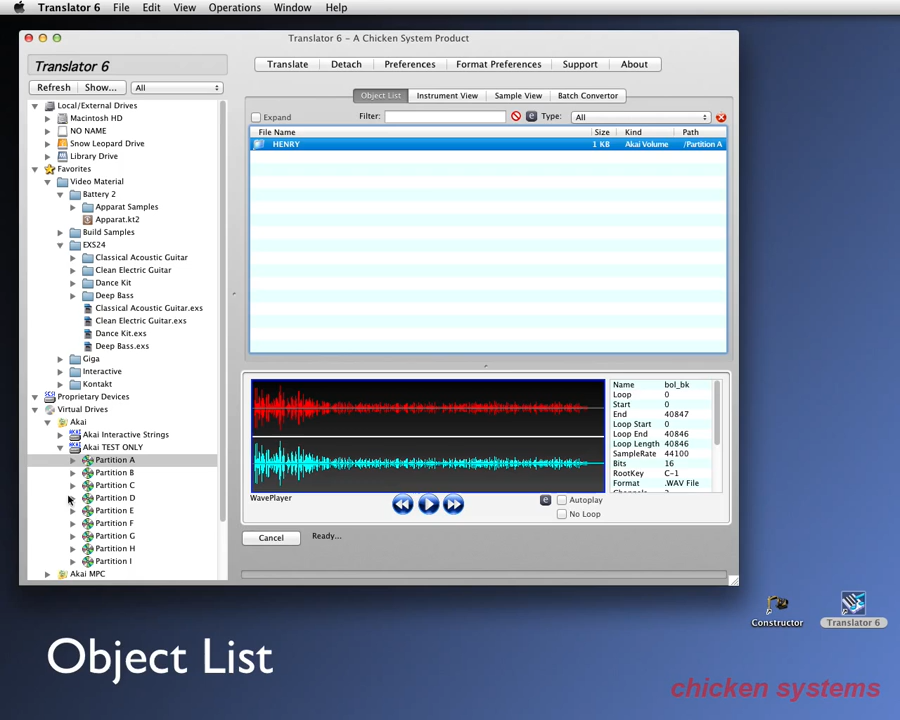 Translator 6 File Edit View Operations Window Help
Translator 6 - A Chicken System Product
Translator 6
Translate Detach Preferences Format Preferences Support About
Refresh Show... All
Object List Instrument View Sample View Batch Convertor
Expand Filter: e Type: All
File Name Size Kind Path
HENRY 1 KB Akai Volume /Partition A
Local/External Drives
Macintosh HD
NO NAME
Snow Leopard Drive
Library Drive
Favorites
Video Material
Battery 2
Apparat Samples
Apparat.kt2
Build Samples
EXS24
Classical Acoustic Guitar
Clean Electric Guitar
Dance Kit
Deep Bass
Classical Acoustic Guitar.exs
Clean Electric Guitar.exs
Dance Kit.exs
Deep Bass.exs
Giga
Interactive
Kontakt
Proprietary Devices
Virtual Drives
Akai
Akai Interactive Strings
Akai TEST ONLY
Partition A
Partition B
Partition C
Partition D
Partition E
Partition F
Partition G
Partition H
Partition I
Akai MPC
Name bol_bk
Loop 0
Start 0
End 40847
Loop Start 0
Loop End 40846
Loop Length 40846
SampleRate 44100
Bits 16
RootKey C-1
Format .WAV File
WavePlayer
e Autoplay
No Loop
Cancel Ready...
Constructor
Translator 6
Object List
chicken systems